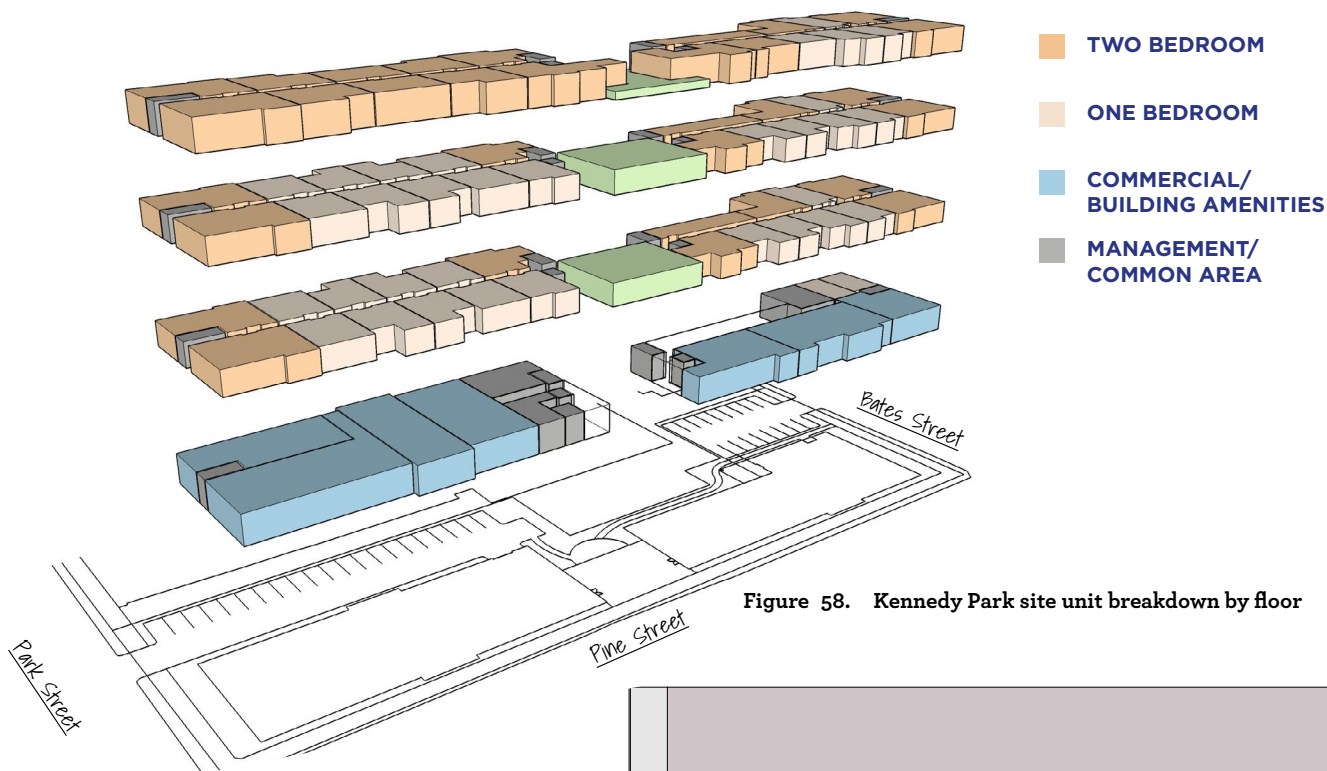 TWO BEDROOM
ONE BEDROOM
COMMERCIAL/
BUILDING AMENITIES
MANAGEMENT/
COMMON AREA
Bates Street
Figure 58. Kennedy Park site unit breakdown by floor
Pine Street
Park Street